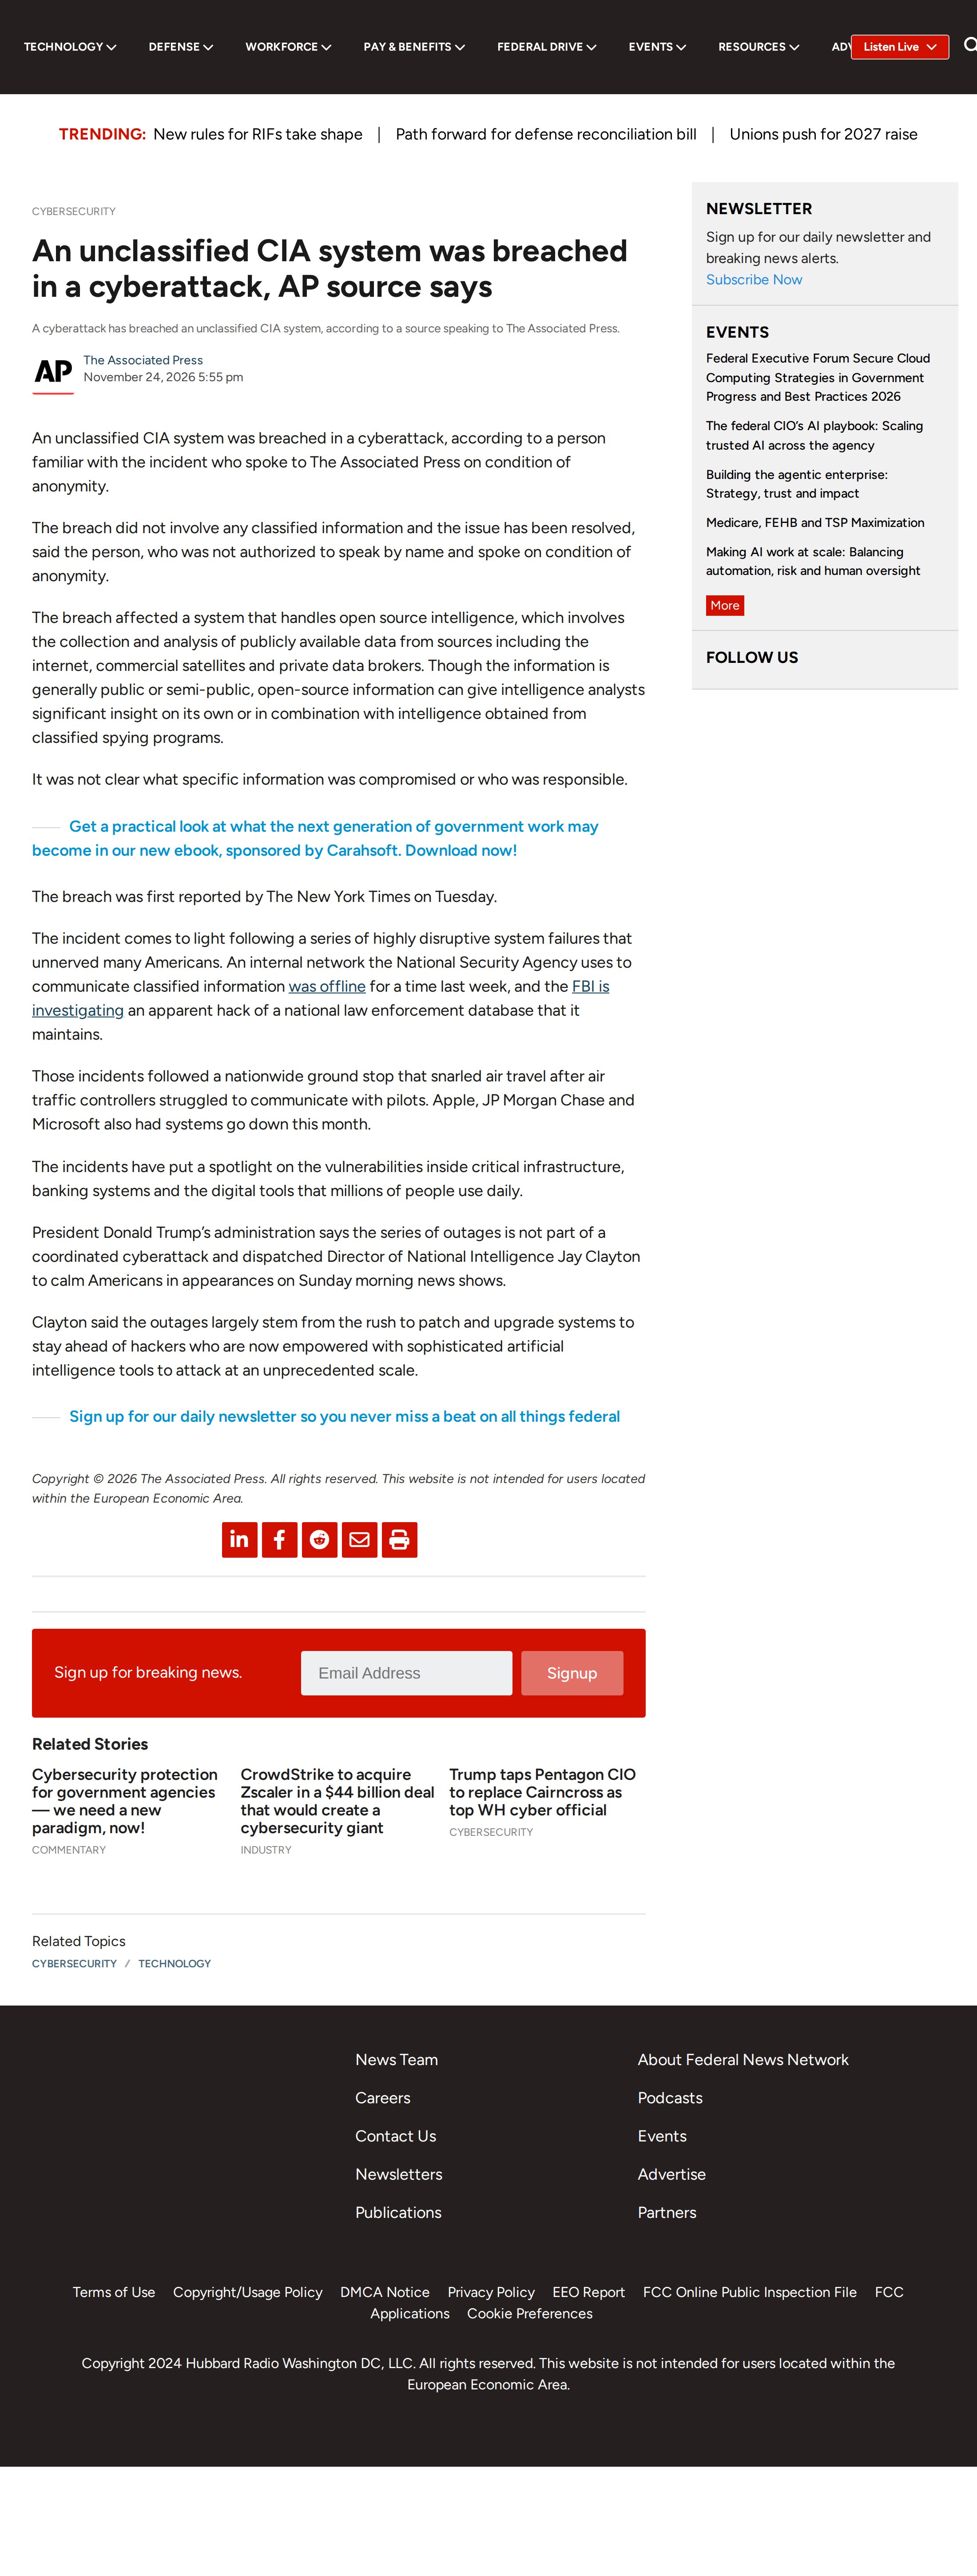 TECHNOLOGY DEFENSE WORKFORCE PAY & BENEFITS FEDERAL DRIVE EVENTS RESOURCES Listen Live
TRENDING: New rules for RIFs take shape | Path forward for defense reconciliation bill | Unions push for 2027 raise
CYBERSECURITY
An unclassified CIA system was breached
in a cyberattack, AP source says
A cyberattack has breached an unclassified CIA system, according to a source speaking to The Associated Press.
AP
The Associated Press
November 24, 2026 5:55 pm
An unclassified CIA system was breached in a cyberattack, according to a person
familiar with the incident who spoke to The Associated Press on condition of
anonymity.
The breach did not involve any classified information and the issue has been resolved,
said the person, who was not authorized to speak by name and spoke on condition of
anonymity.
The breach affected a system that handles open source intelligence, which involves
the collection and analysis of publicly available data from sources including the
internet, commercial satellites and private data brokers. Though the information is
generally public or semi-public, open-source information can give intelligence analysts
significant insight on its own or in combination with intelligence obtained from
classified spying programs.
It was not clear what specific information was compromised or who was responsible.
Get a practical look at what the next generation of government work may
become in our new ebook, sponsored by Carahsoft. Download now!
The breach was first reported by The New York Times on Tuesday.
The incident comes to light following a series of highly disruptive system failures that
unnerved many Americans. An internal network the National Security Agency uses to
communicate classified information was offline for a time last week, and the FBI is
investigating an apparent hack of a national law enforcement database that it
maintains.
Those incidents followed a nationwide ground stop that snarled air travel after air
traffic controllers struggled to communicate with pilots. Apple, JP Morgan Chase and
Microsoft also had systems go down this month.
The incidents have put a spotlight on the vulnerabilities inside critical infrastructure,
banking systems and the digital tools that millions of people use daily.
President Donald Trump’s administration says the series of outages is not part of a
coordinated cyberattack and dispatched Director of National Intelligence Jay Clayton
to calm Americans in appearances on Sunday morning news shows.
Clayton said the outages largely stem from the rush to patch and upgrade systems to
stay ahead of hackers who are now empowered with sophisticated artificial
intelligence tools to attack at an unprecedented scale.
Sign up for our daily newsletter so you never miss a beat on all things federal
Copyright © 2026 The Associated Press. All rights reserved. This website is not intended for users located
within the European Economic Area.
Sign up for breaking news. Email Address Signup
Related Stories
Cybersecurity protection
for government agencies
— we need a new
paradigm, now!
COMMENTARY
CrowdStrike to acquire
Zscaler in a $44 billion deal
that would create a
cybersecurity giant
INDUSTRY
Trump taps Pentagon CIO
to replace Cairncross as
top WH cyber official
CYBERSECURITY
Related Topics
CYBERSECURITY / TECHNOLOGY
NEWSLETTER
Sign up for our daily newsletter and
breaking news alerts.
Subscribe Now
EVENTS
Federal Executive Forum Secure Cloud
Computing Strategies in Government
Progress and Best Practices 2026
The federal CIO’s AI playbook: Scaling
trusted AI across the agency
Building the agentic enterprise:
Strategy, trust and impact
Medicare, FEHB and TSP Maximization
Making AI work at scale: Balancing
automation, risk and human oversight
More
FOLLOW US
News Team
Careers
Contact Us
Newsletters
Publications
About Federal News Network
Podcasts
Events
Advertise
Partners
Terms of Use Copyright/Usage Policy DMCA Notice Privacy Policy EEO Report FCC Online Public Inspection File FCC
Applications Cookie Preferences
Copyright 2024 Hubbard Radio Washington DC, LLC. All rights reserved. This website is not intended for users located within the
European Economic Area.